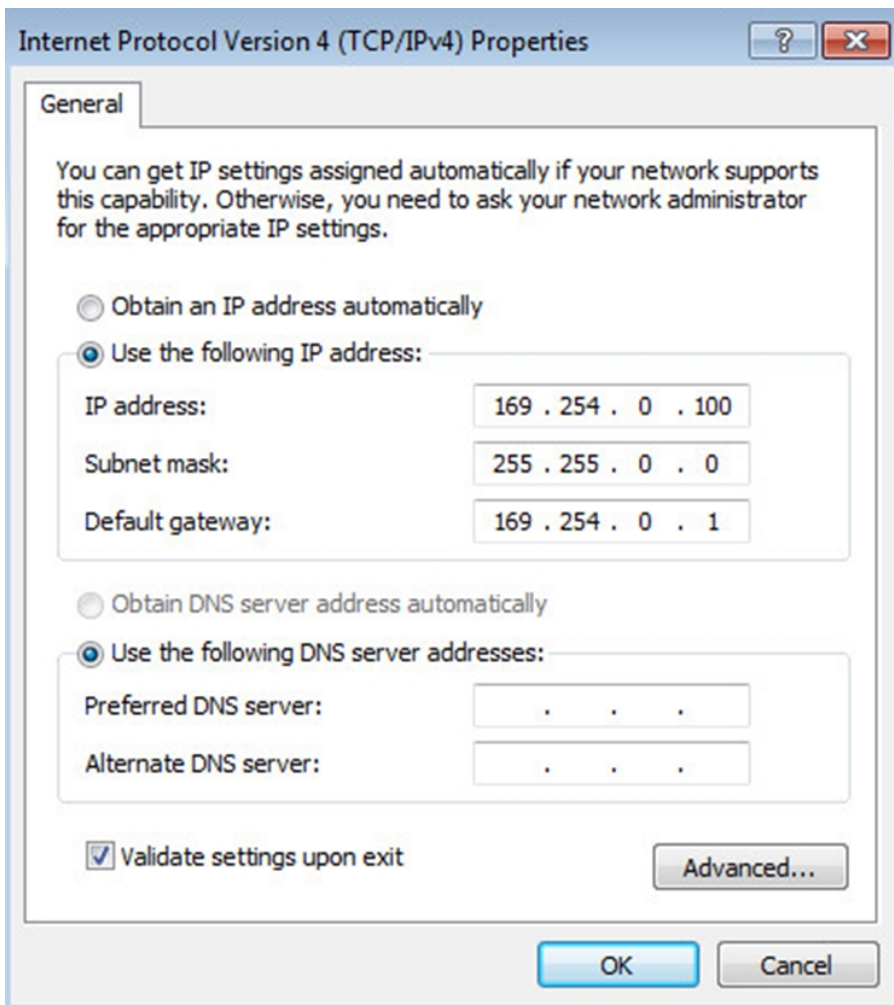 Internet Protocol Version 4 (TCP/IPv4) Properties
?
General
You can get IP settings assigned automatically if your network supports
this capability. Otherwise, you need to ask your network administrator
for the appropriate IP settings.
Obtain an IP address automatically
Use the following IP address:
IP address: 169 . 254 . 0 . 100
Subnet mask: 255 . 255 . 0 . 0
Default gateway: 169 . 254 . 0 . 1
Obtain DNS server address automatically
Use the following DNS server addresses:
Preferred DNS server: . . .
Alternate DNS server: . . .
Validate settings upon exit
Advanced...
OK Cancel